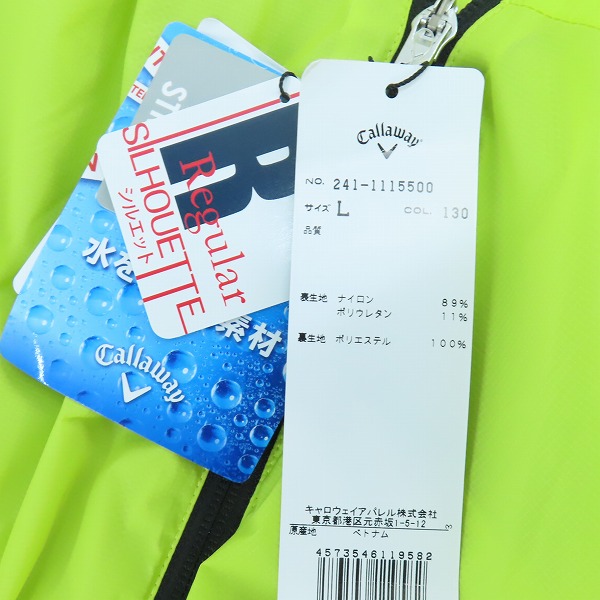 Callaway
NO. 241-1115500
サイズ L COL. 130
品質
表生地 ナイロン 89%
ポリウレタン 11%
裏生地 ポリエステル 100%
キャロウェイアパレル株式会社
東京都港区元赤坂1-5-12
3
原産地 ベトナム
4573546119582
R
Regular
SILHOUETTE
シルエット
ST
水を
素材
Callaway